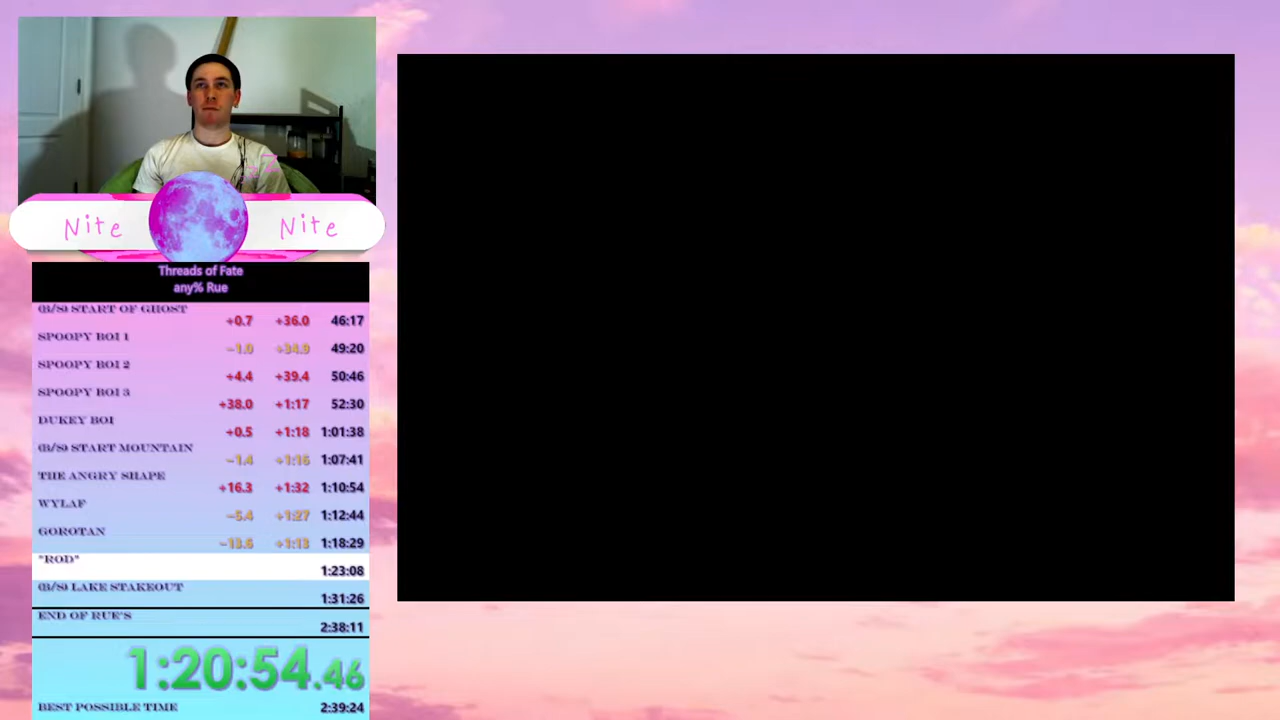 Nite Nite
Threads of Fate
any% Rue
(B/S) START OF GHOST
+0.7 +36.0 46:17
SPOOPY BOI 1
−1.0 +34.9 49:20
SPOOPY BOI 2
+4.4 +39.4 50:46
SPOOPY BOI 3
+38.0 +1:17 52:30
DUKEY BOI
+0.5 +1:18 1:01:38
(B/S) START MOUNTAIN
−1.4 +1:16 1:07:41
THE ANGRY SHAPE
+16.3 +1:32 1:10:54
WYLAF
−5.4 +1:27 1:12:44
GOROTAN
−13.6 +1:13 1:18:29
"ROD"
1:23:08
(B/S) LAKE STAKEOUT
1:31:26
END OF RUE'S
2:38:11
1:20:54.46
BEST POSSIBLE TIME 2:39:24